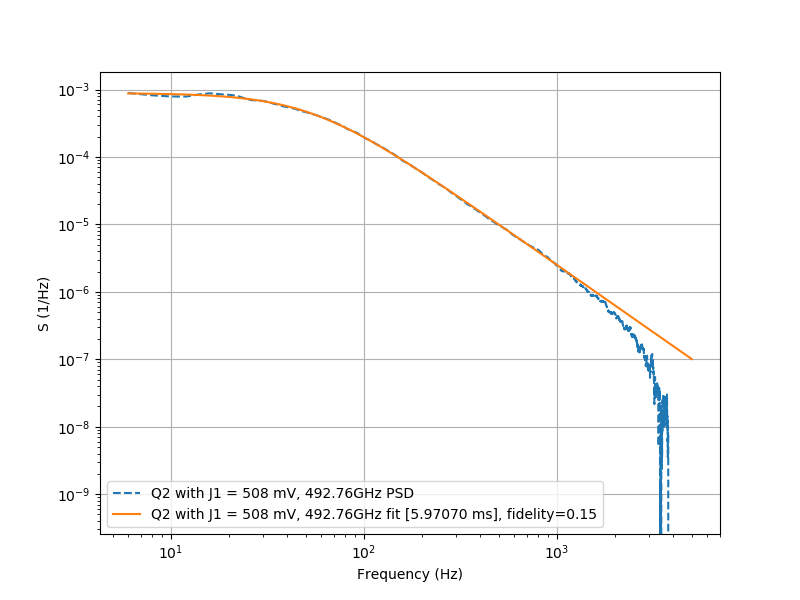 10⁻³
10⁻⁴
10⁻⁵
10⁻⁶
10⁻⁷
10⁻⁸
10⁻⁹
S (1/Hz)
Q2 with J1 = 508 mV, 492.76GHz PSD
Q2 with J1 = 508 mV, 492.76GHz fit [5.97070 ms], fidelity=0.15
10¹ 10² 10³
Frequency (Hz)